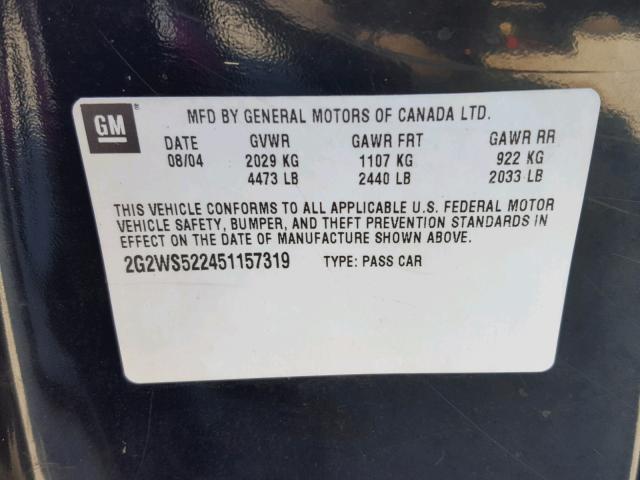 GM
MFD BY GENERAL MOTORS OF CANADA LTD.
DATE GVWR GAWR FRT GAWR RR
08/04 2029 KG 1107 KG 922 KG
4473 LB 2440 LB 2033 LB
THIS VEHICLE CONFORMS TO ALL APPLICABLE U.S. FEDERAL MOTOR
VEHICLE SAFETY, BUMPER, AND THEFT PREVENTION STANDARDS IN
EFFECT ON THE DATE OF MANUFACTURE SHOWN ABOVE.
2G2WS522451157319 TYPE: PASS CAR